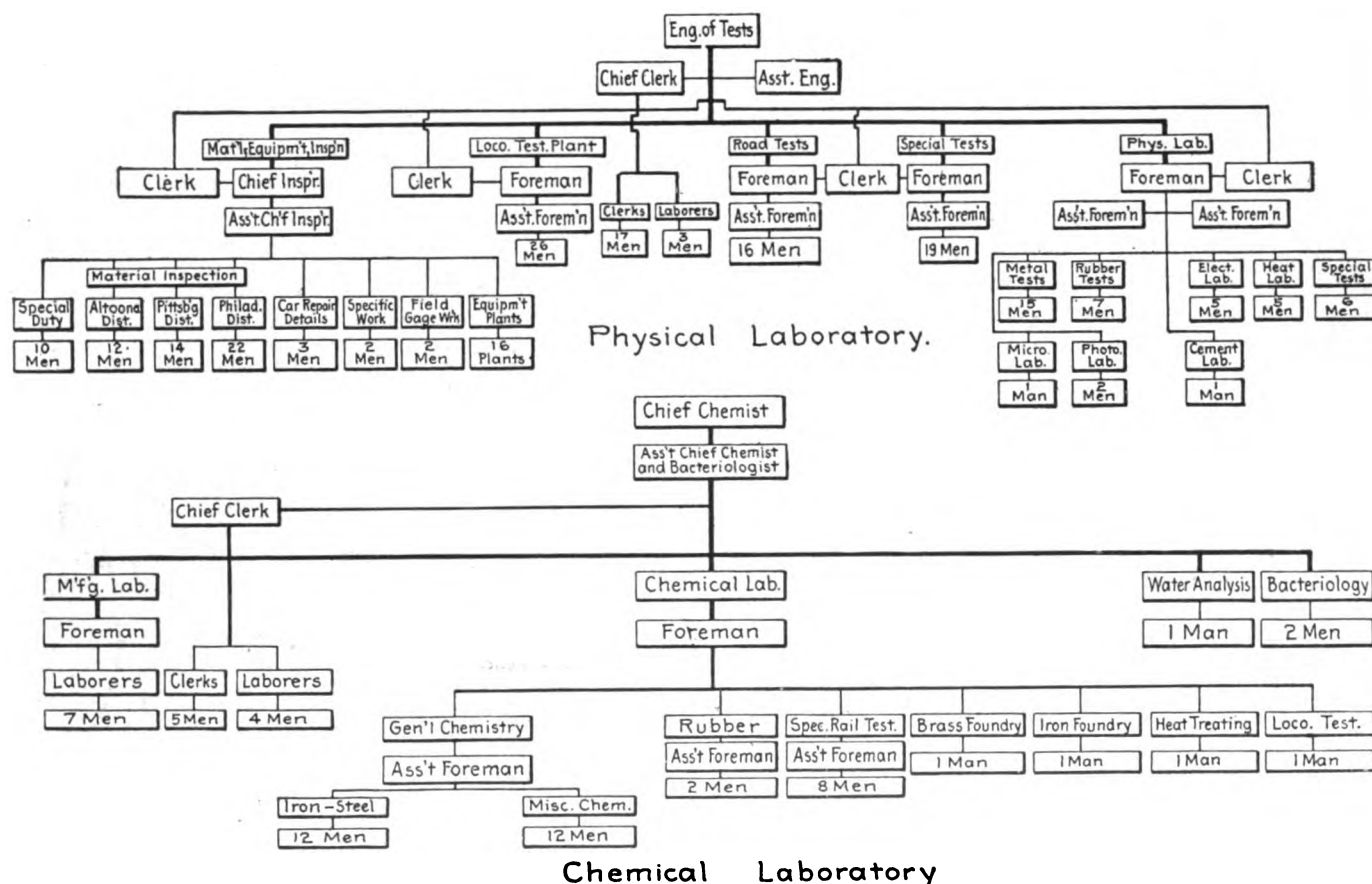 Eng. of Tests
Chief Clerk
Asst. Eng.
Mat'l, Equipm't, Insp'n
Loco. Test. Plant
Road Tests
Special Tests
Phys. Lab.
Clerk
Chief Insp'r.
Clerk
Foreman
Foreman
Clerk
Foreman
Foreman
Clerk
Ass't. Ch'f Insp'r.
Ass't. Forem'n
Clerks
Laborers
Ass't. Forem'n
Ass't. Forem'n
Ass't. Forem'n
Ass't. Forem'n
26
Men
17
Men
3
Men
16 Men
19 Men
Material Inspection
Metal
Tests
Rubber
Tests
Elect.
Lab.
Heat
Lab.
Special
Tests
15
Men
7
Men
5
Men
5
Men
6
Men
Special
Duty
Altoona
Dist.
Pittsb'g
Dist.
Philad.
Dist.
Car Repair
Details
Specific
Work
Field
Gage Wrk
Equipm't
Plants
10
Men
12
Men
14
Men
22
Men
3
Men
2
Men
2
Men
16
Plants
Physical Laboratory.
Micro.
Lab.
Photo.
Lab.
Cement
Lab.
1
Man
2
Men
1
Man
Chief Chemist
Ass't Chief Chemist
and Bacteriologist
Chief Clerk
M'f'g. Lab.
Chemical Lab.
Water Analysis
Bacteriology
Foreman
Foreman
1 Man
2 Men
Laborers
Clerks
Laborers
7 Men
5 Men
4 Men
Gen'l Chemistry
Rubber
Spec. Rail Test.
Brass Foundry
Iron Foundry
Heat Treating
Loco. Test.
Ass't Foreman
Ass't Foreman
Ass't Foreman
1 Man
1 Man
1 Man
1 Man
2 Men
8 Men
Iron-Steel
Misc. Chem.
12 Men
12 Men
Chemical Laboratory